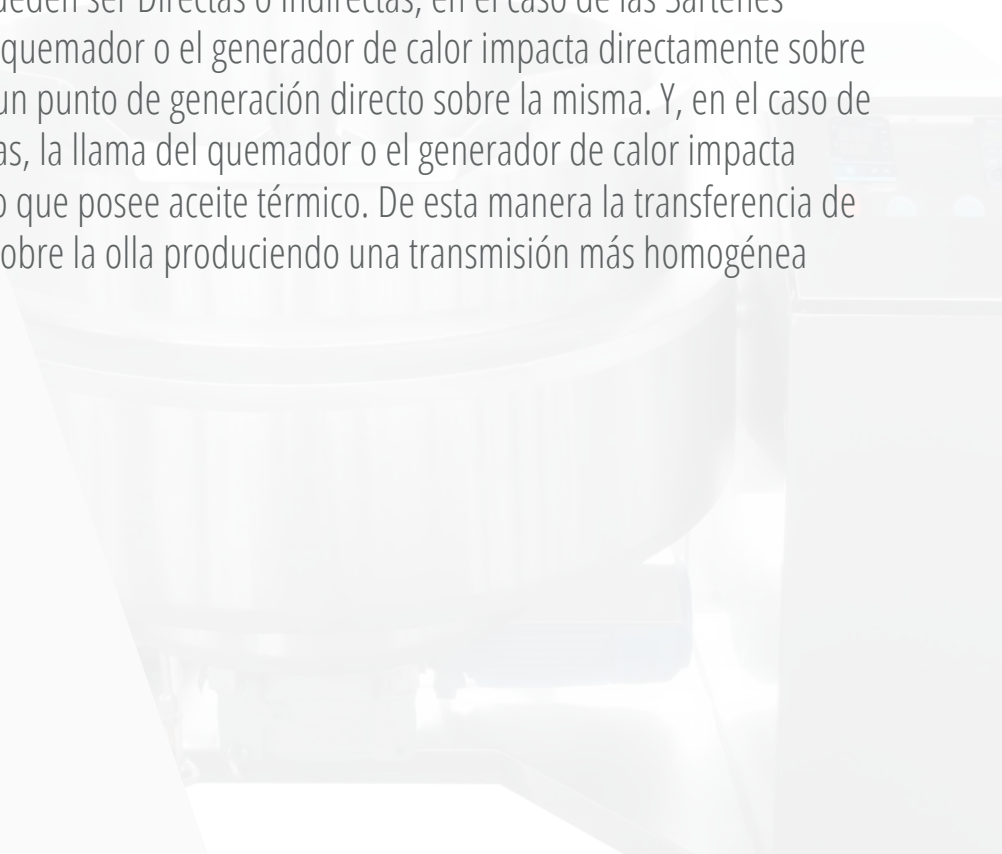 ueden ser Directas o Indirectas, en el caso de las Sartenes
quemador o el generador de calor impacta directamente sobre
un punto de generación directo sobre la misma. Y, en el caso de
as, la llama del quemador o el generador de calor impacta
o que posee aceite térmico. De esta manera la transferencia de
obre la olla produciendo una transmisión más homogénea